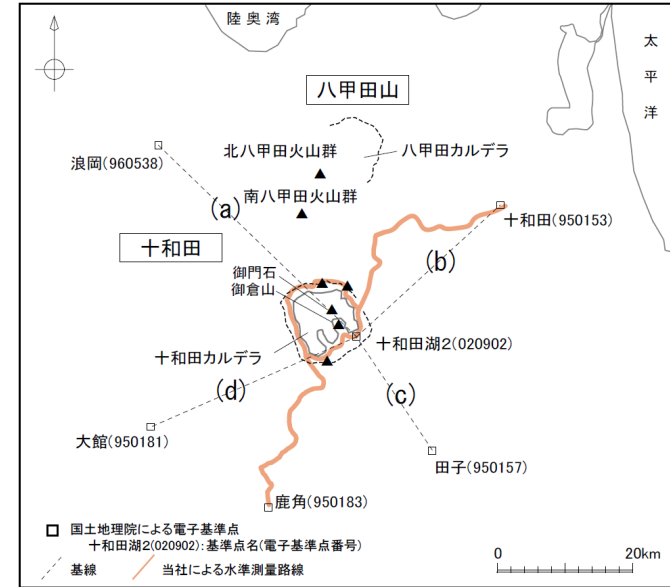 陸奥湾
太平洋
八甲田山
北八甲田火山群
八甲田カルデラ
浪岡(960538)
南八甲田火山群
(a)
十和田(950153)
十和田
(b)
御門石
御倉山
十和田湖2(020902)
十和田カルデラ
(d)
(c)
大館(950181)
田子(950157)
鹿角(950183)
国土地理院による電子基準点
十和田湖2(020902):基準点名(電子基準点番号)
基線
当社による水準測量路線
0
20km